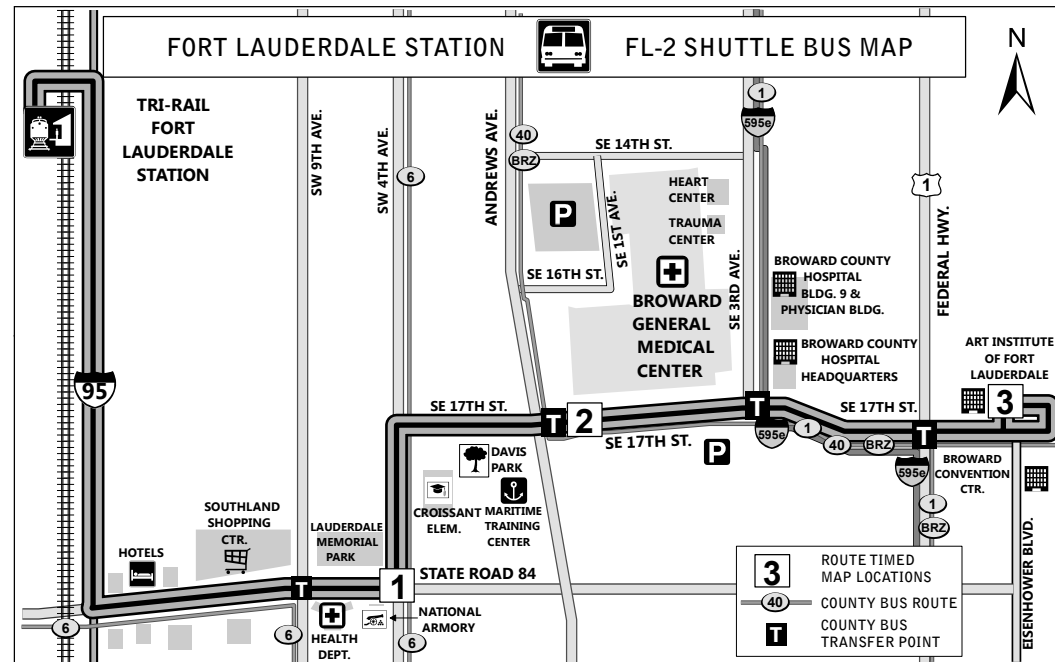 FORT LAUDERDALE STATION
FL-2 SHUTTLE BUS MAP
N
TRI-RAIL
FORT
LAUDERDALE
STATION
SW 9TH AVE.
SW 4TH AVE.
ANDREWS AVE.
40
BRZ
6
1
595e
SE 14TH ST.
P
SE 1ST AVE.
SE 16TH ST.
HEART
CENTER
TRAUMA
CENTER
SE 3RD AVE.
BROWARD
GENERAL
MEDICAL
CENTER
BROWARD COUNTY
HOSPITAL
BLDG. 9 &
PHYSICIAN BLDG.
BROWARD COUNTY
HOSPITAL
HEADQUARTERS
1
FEDERAL HWY.
ART INSTITUTE
OF FORT
LAUDERDALE
3
95
SE 17TH ST.
T
2
SE 17TH ST.
T
SE 17TH ST.
T
595e
1
40
BRZ
595e
1
BRZ
P
BROWARD
CONVENTION
CTR.
EISENHOWER BLVD.
DAVIS
PARK
CROISSANT
ELEM.
MARITIME
TRAINING
CENTER
SOUTHLAND
SHOPPING
CTR.
LAUDERDALE
MEMORIAL
PARK
HOTELS
T
1
STATE ROAD 84
6
6
HEALTH
DEPT.
NATIONAL
ARMORY
6
3
ROUTE TIMED
MAP LOCATIONS
40
COUNTY BUS ROUTE
T
COUNTY BUS
TRANSFER POINT